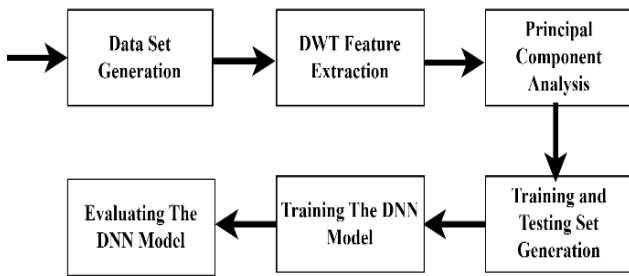 Data Set
Generation
DWT Feature
Extraction
Principal
Component
Analysis
Training and
Testing Set
Generation
Training The DNN
Model
Evaluating The
DNN Model